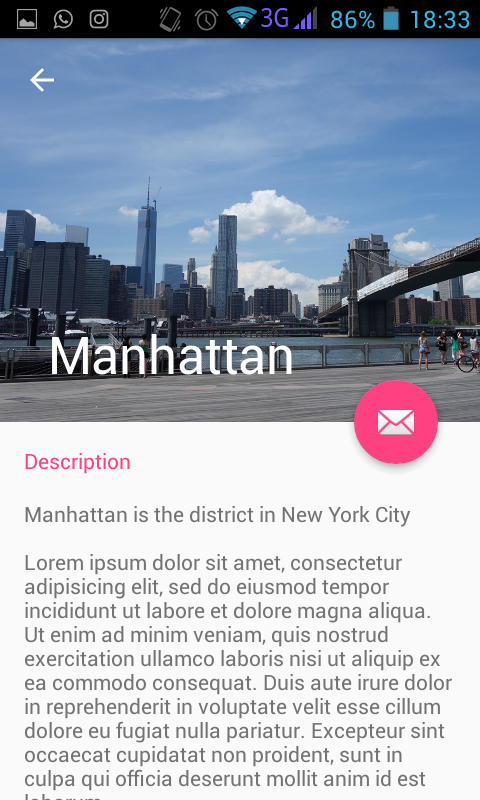 3G 86% 18:33
Manhattan
Description
Manhattan is the district in New York City
Lorem ipsum dolor sit amet, consectetur
adipisicing elit, sed do eiusmod tempor
incididunt ut labore et dolore magna aliqua.
Ut enim ad minim veniam, quis nostrud
exercitation ullamco laboris nisi ut aliquip ex
ea commodo consequat. Duis aute irure dolor
in reprehenderit in voluptate velit esse cillum
dolore eu fugiat nulla pariatur. Excepteur sint
occaecat cupidatat non proident, sunt in
culpa qui officia deserunt mollit anim id est